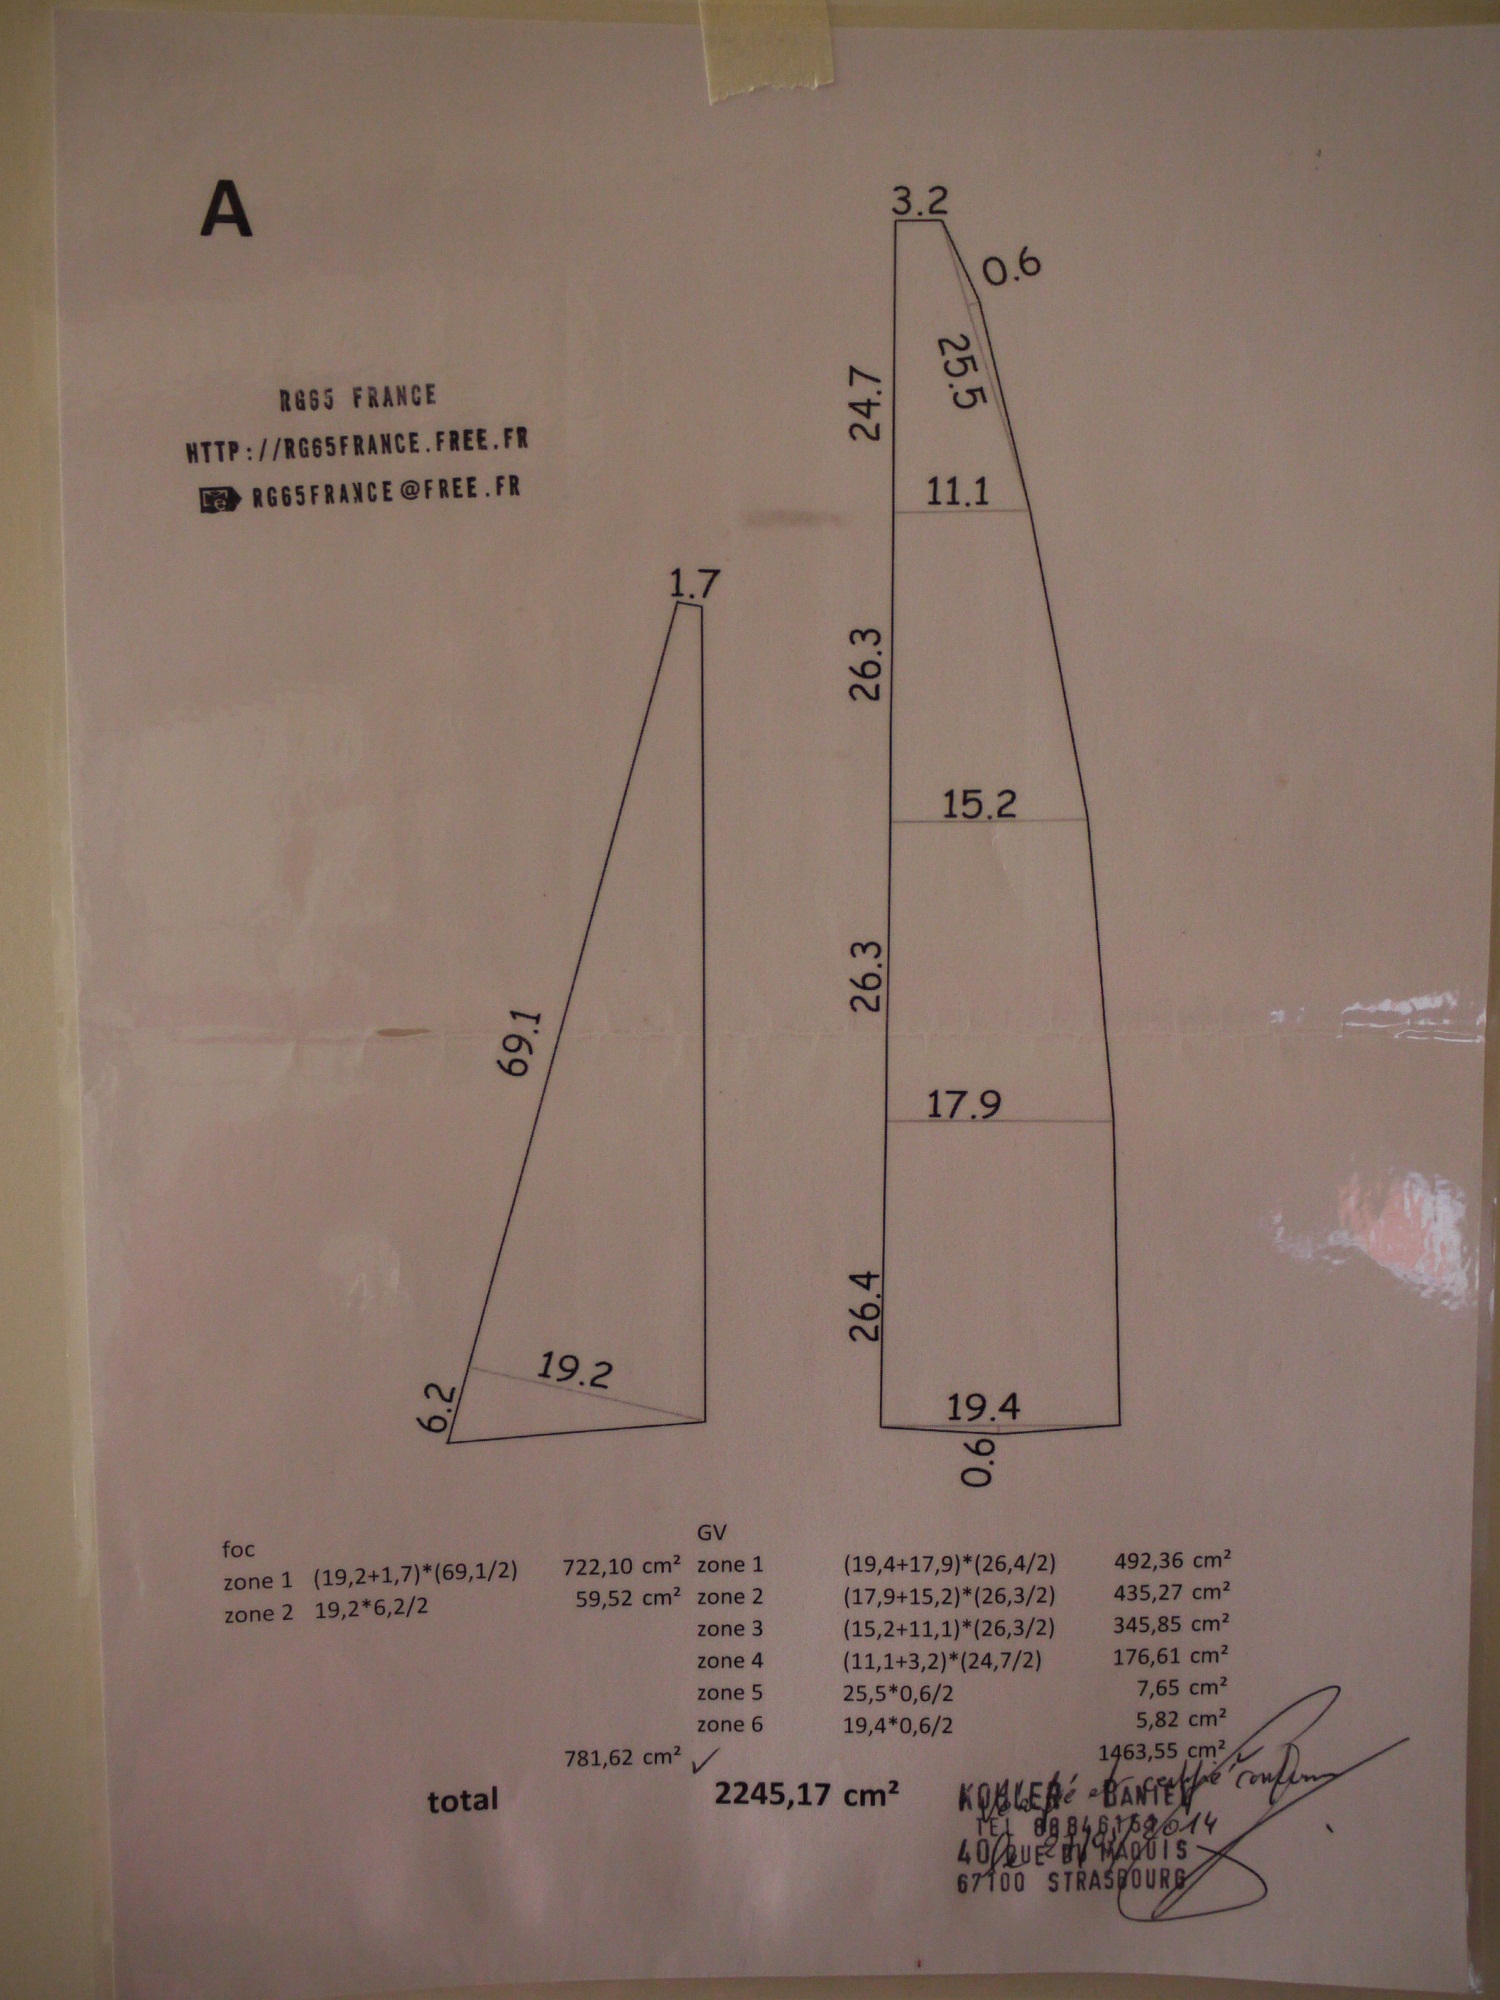 A
RG65 FRANCE
HTTP://RG65FRANCE.FREE.FR
RG65FRANCE@FREE.FR
3.2
0.6
25.5
24.7
11.1
26.3
15.2
26.3
17.9
26.4
19.4
0.6
1.7
69.1
19.2
6.2
foc
zone 1 (19,2+1,7)*(69,1/2) 722,10 cm²
zone 2 19,2*6,2/2 59,52 cm²
781,62 cm² ✓
GV
zone 1 (19,4+17,9)*(26,4/2) 492,36 cm²
zone 2 (17,9+15,2)*(26,3/2) 435,27 cm²
zone 3 (15,2+11,1)*(26,3/2) 345,85 cm²
zone 4 (11,1+3,2)*(24,7/2) 176,61 cm²
zone 5 25,5*0,6/2 7,65 cm²
zone 6 19,4*0,6/2 5,82 cm²
1463,55 cm²
total 2245,17 cm²
KOHLER DANIEL
TEL
40 RUE DU MAQUIS
67100 STRASBOURG